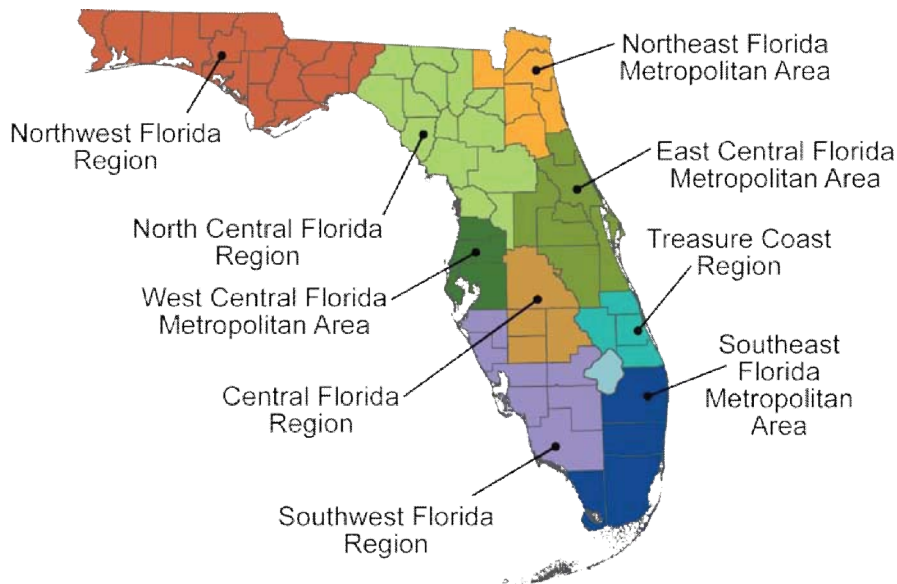 Northeast Florida
Metropolitan Area
Northwest Florida
Region
East Central Florida
Metropolitan Area
North Central Florida
Region
Treasure Coast
Region
West Central Florida
Metropolitan Area
Southeast
Florida
Metropolitan
Area
Central Florida
Region
Southwest Florida
Region